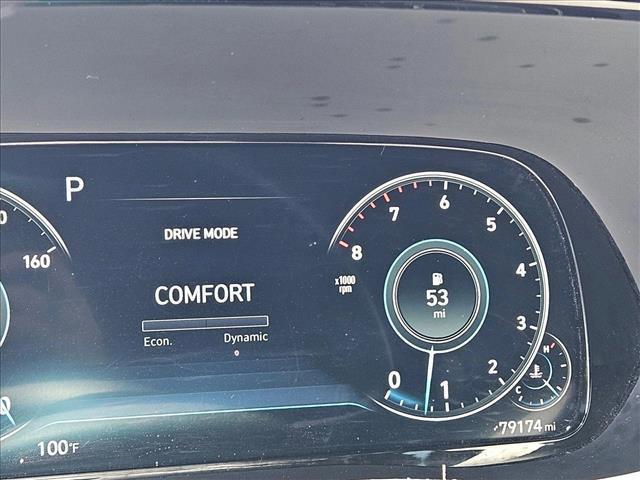 P
DRIVE MODE
COMFORT
Econ. Dynamic
160
100°F
8 7 6 5 4 3 2 1 0
x1000
rpm
53
mi
H
C
79174 mi